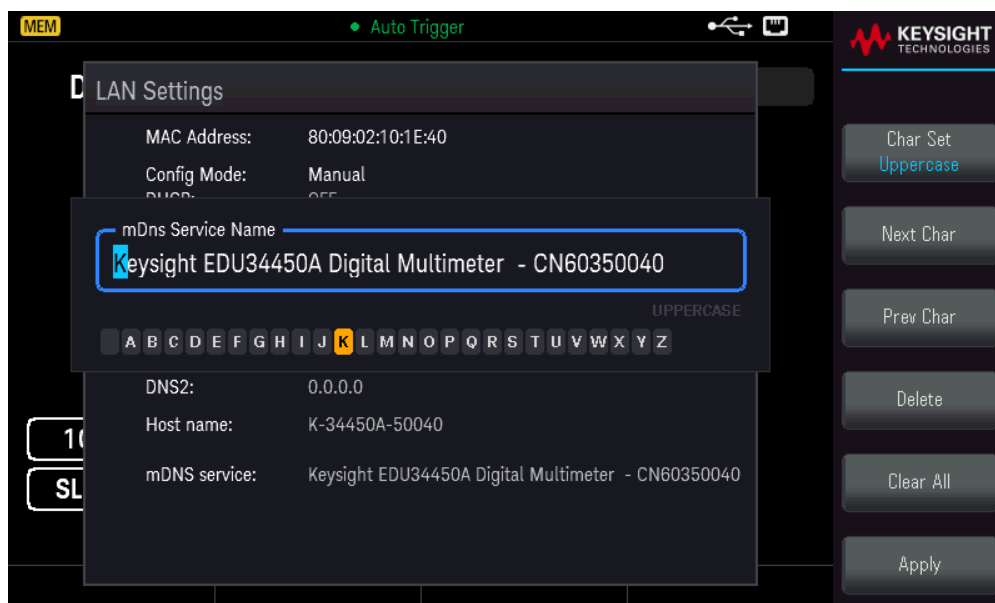 MEM
Auto Trigger
KEYSIGHT
TECHNOLOGIES
D
LAN Settings
MAC Address: 80:09:02:10:1E:40
Config Mode: Manual
mDns Service Name
Keysight EDU34450A Digital Multimeter - CN60350040
UPPERCASE
A B C D E F G H I J K L M N O P Q R S T U V W X Y Z
DNS2: 0.0.0.0
Host name: K-34450A-50040
mDNS service: Keysight EDU34450A Digital Multimeter - CN60350040
10
SL
Char Set
Uppercase
Next Char
Prev Char
Delete
Clear All
Apply